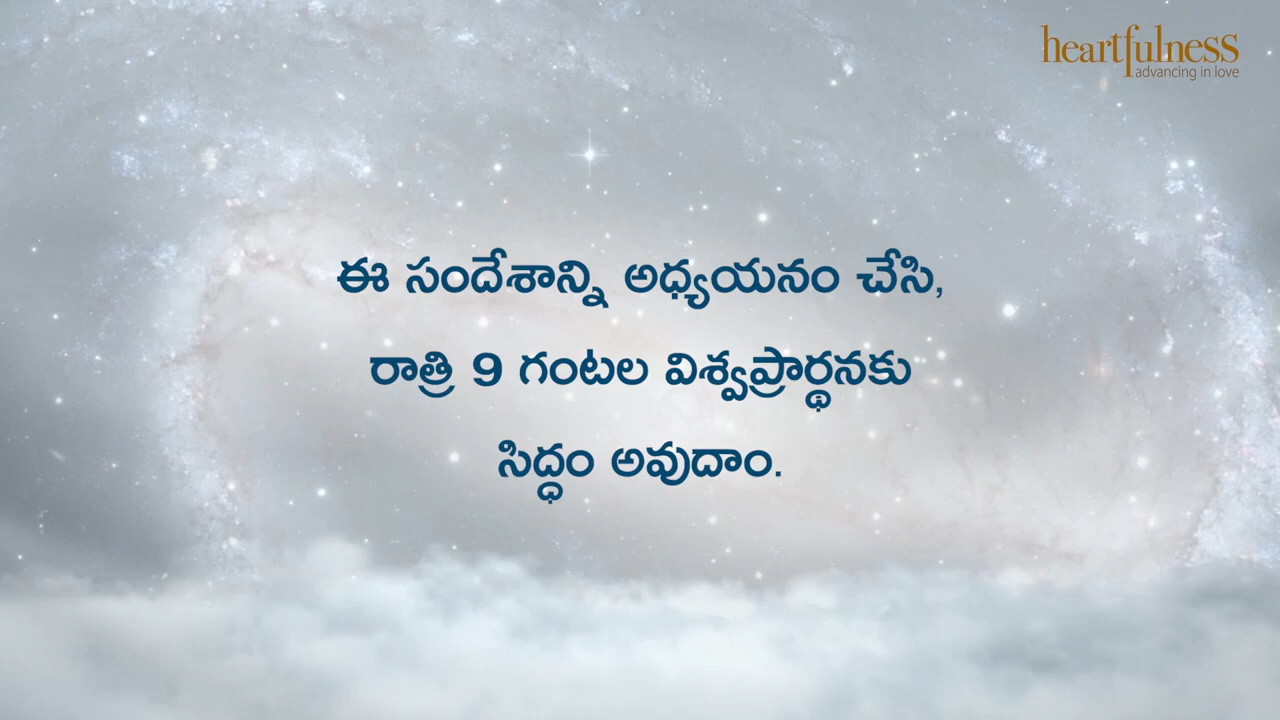 heartfulness
advancing in love
ఈ సందేశాన్ని అధ్యయనం చేసి,
రాత్రి 9 గంటల విశ్వప్రార్థనకు
సిద్ధం అవుదాం.